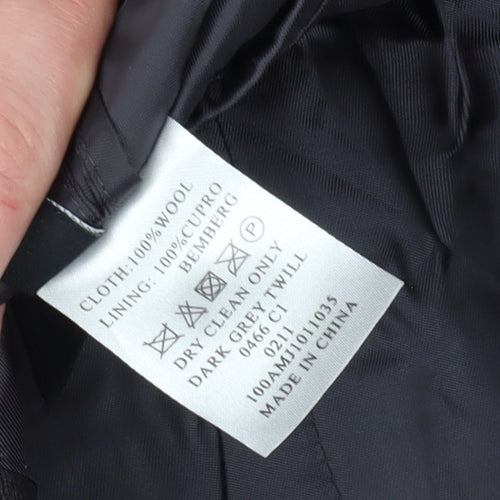 CLOTH: 100%WOOL
LINING: 100%CUPRO
BEMBERG
P
DRY CLEAN ONLY
DARK GREY TWILL
0466 C1
0211
100AMJ1011035
MADE IN CHINA